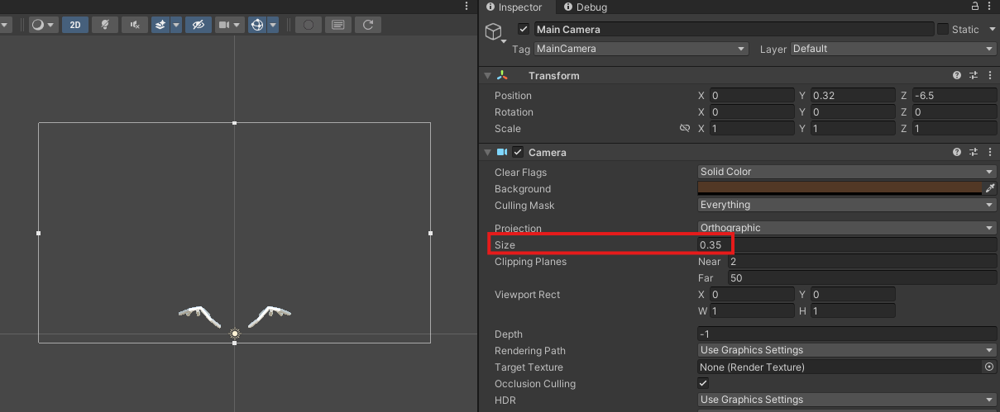 Inspector
Debug
2D
Main Camera
Static
Tag
MainCamera
Layer
Default
Transform
Position
X
0
Y
0.32
Z
-6.5
Rotation
X
0
Y
0
Z
0
Scale
X
1
Y
1
Z
1
Camera
Clear Flags
Solid Color
Background
Culling Mask
Everything
Projection
Orthographic
Size
0.35
Clipping Planes
Near
2
Far
50
Viewport Rect
X
0
Y
0
W
1
H
1
Depth
-1
Rendering Path
Use Graphics Settings
Target Texture
None (Render Texture)
Occlusion Culling
HDR
Use Graphics Settings